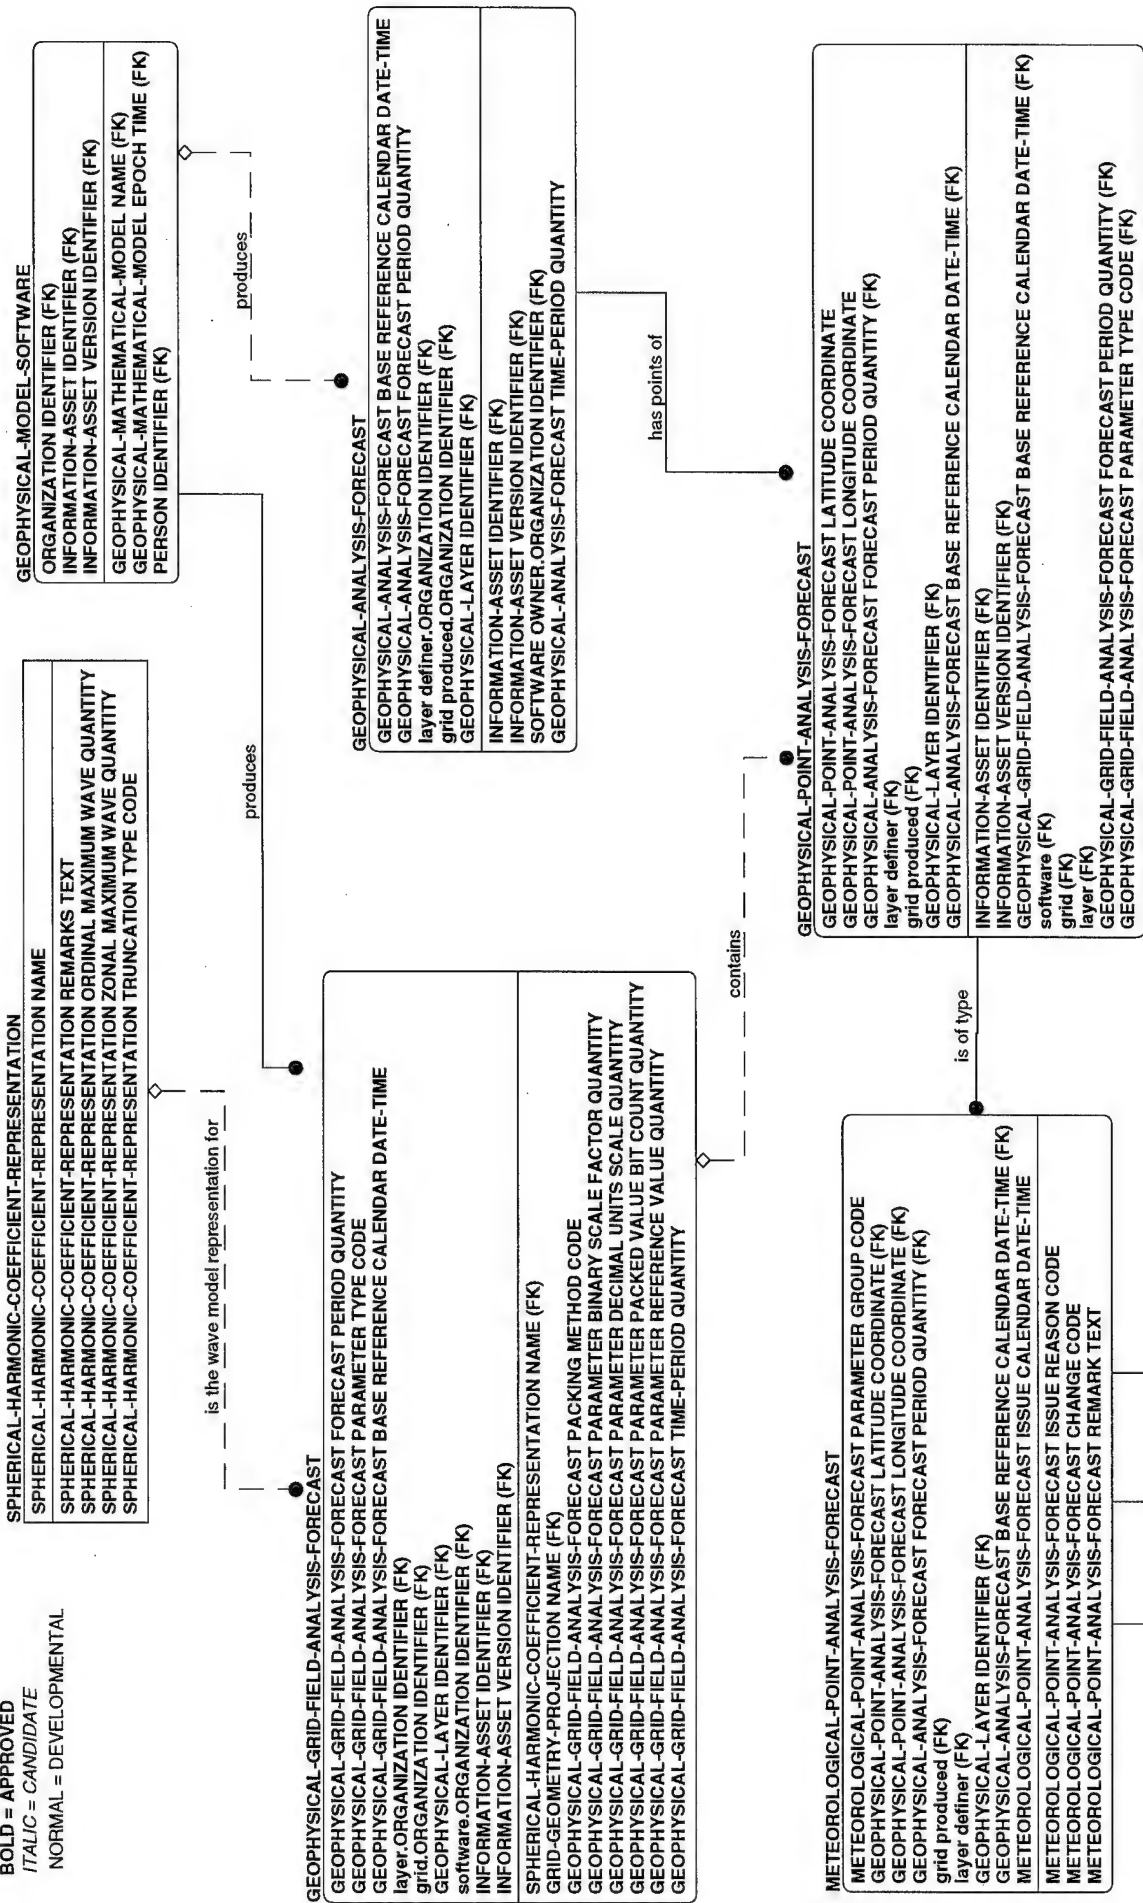 BOLD = APPROVED
ITALIC = CANDIDATE
NORMAL = DEVELOPMENTAL
SPHERICAL-HARMONIC-COEFFICIENT-REPRESENTATION
SPHERICAL-HARMONIC-COEFFICIENT-REPRESENTATION NAME
SPHERICAL-HARMONIC-COEFFICIENT-REPRESENTATION REMARKS TEXT
SPHERICAL-HARMONIC-COEFFICIENT-REPRESENTATION ORDINAL MAXIMUM WAVE QUANTITY
SPHERICAL-HARMONIC-COEFFICIENT-REPRESENTATION ZONAL MAXIMUM WAVE QUANTITY
SPHERICAL-HARMONIC-COEFFICIENT-REPRESENTATION TRUNCATION TYPE CODE
GEOPHYSICAL-MODEL-SOFTWARE
ORGANIZATION IDENTIFIER (FK)
INFORMATION-ASSET IDENTIFIER (FK)
INFORMATION-ASSET VERSION IDENTIFIER (FK)
GEOPHYSICAL-MATHEMATICAL-MODEL NAME (FK)
GEOPHYSICAL-MATHEMATICAL-MODEL EPOCH TIME (FK)
PERSON IDENTIFIER (FK)
is the wave model representation for
produces
produces
GEOPHYSICAL-GRID-FIELD-ANALYSIS-FORECAST
GEOPHYSICAL-GRID-FIELD-ANALYSIS-FORECAST FORECAST PERIOD QUANTITY
GEOPHYSICAL-GRID-FIELD-ANALYSIS-FORECAST PARAMETER TYPE CODE
GEOPHYSICAL-GRID-FIELD-ANALYSIS-FORECAST BASE REFERENCE CALENDAR DATE-TIME
layer.ORGANIZATION IDENTIFIER (FK)
grid.ORGANIZATION IDENTIFIER (FK)
GEOPHYSICAL-LAYER IDENTIFIER (FK)
software.ORGANIZATION IDENTIFIER (FK)
INFORMATION-ASSET IDENTIFIER (FK)
INFORMATION-ASSET VERSION IDENTIFIER (FK)
SPHERICAL-HARMONIC-COEFFICIENT-REPRESENTATION NAME (FK)
GRID-GEOMETRY-PROJECTION NAME (FK)
GEOPHYSICAL-GRID-FIELD-ANALYSIS-FORECAST PACKING METHOD CODE
GEOPHYSICAL-GRID-FIELD-ANALYSIS-FORECAST PARAMETER BINARY SCALE FACTOR QUANTITY
GEOPHYSICAL-GRID-FIELD-ANALYSIS-FORECAST PARAMETER DECIMAL UNITS SCALE QUANTITY
GEOPHYSICAL-GRID-FIELD-ANALYSIS-FORECAST PARAMETER PACKED VALUE BIT COUNT QUANTITY
GEOPHYSICAL-GRID-FIELD-ANALYSIS-FORECAST PARAMETER REFERENCE VALUE QUANTITY
GEOPHYSICAL-GRID-FIELD-ANALYSIS-FORECAST TIME-PERIOD QUANTITY
GEOPHYSICAL-ANALYSIS-FORECAST
GEOPHYSICAL-ANALYSIS-FORECAST BASE REFERENCE CALENDAR DATE-TIME
GEOPHYSICAL-ANALYSIS-FORECAST FORECAST PERIOD QUANTITY
layer definer.ORGANIZATION IDENTIFIER (FK)
grid produced.ORGANIZATION IDENTIFIER (FK)
GEOPHYSICAL-LAYER IDENTIFIER (FK)
INFORMATION-ASSET IDENTIFIER (FK)
INFORMATION-ASSET VERSION IDENTIFIER (FK)
SOFTWARE OWNER.ORGANIZATION IDENTIFIER (FK)
GEOPHYSICAL-ANALYSIS-FORECAST TIME-PERIOD QUANTITY
contains
has points of
METEOROLOGICAL-POINT-ANALYSIS-FORECAST
METEOROLOGICAL-POINT-ANALYSIS-FORECAST PARAMETER GROUP CODE
GEOPHYSICAL-POINT-ANALYSIS-FORECAST LATITUDE COORDINATE (FK)
GEOPHYSICAL-POINT-ANALYSIS-FORECAST LONGITUDE COORDINATE (FK)
GEOPHYSICAL-ANALYSIS-FORECAST FORECAST PERIOD QUANTITY (FK)
grid produced (FK)
layer definer (FK)
GEOPHYSICAL-LAYER IDENTIFIER (FK)
GEOPHYSICAL-ANALYSIS-FORECAST BASE REFERENCE CALENDAR DATE-TIME (FK)
METEOROLOGICAL-POINT-ANALYSIS-FORECAST ISSUE CALENDAR DATE-TIME
METEOROLOGICAL-POINT-ANALYSIS-FORECAST ISSUE REASON CODE
METEOROLOGICAL-POINT-ANALYSIS-FORECAST CHANGE CODE
METEOROLOGICAL-POINT-ANALYSIS-FORECAST REMARK TEXT
is of type
GEOPHYSICAL-POINT-ANALYSIS-FORECAST
GEOPHYSICAL-POINT-ANALYSIS-FORECAST LATITUDE COORDINATE
GEOPHYSICAL-POINT-ANALYSIS-FORECAST LONGITUDE COORDINATE
GEOPHYSICAL-ANALYSIS-FORECAST FORECAST PERIOD QUANTITY (FK)
layer definer (FK)
grid produced (FK)
GEOPHYSICAL-LAYER IDENTIFIER (FK)
GEOPHYSICAL-ANALYSIS-FORECAST BASE REFERENCE CALENDAR DATE-TIME (FK)
INFORMATION-ASSET IDENTIFIER (FK)
INFORMATION-ASSET VERSION IDENTIFIER (FK)
GEOPHYSICAL-GRID-FIELD-ANALYSIS-FORECAST BASE REFERENCE CALENDAR DATE-TIME (FK)
software (FK)
grid (FK)
layer (FK)
GEOPHYSICAL-GRID-FIELD-ANALYSIS-FORECAST FORECAST PERIOD QUANTITY (FK)
GEOPHYSICAL-GRID-FIELD-ANALYSIS-FORECAST PARAMETER TYPE CODE (FK)